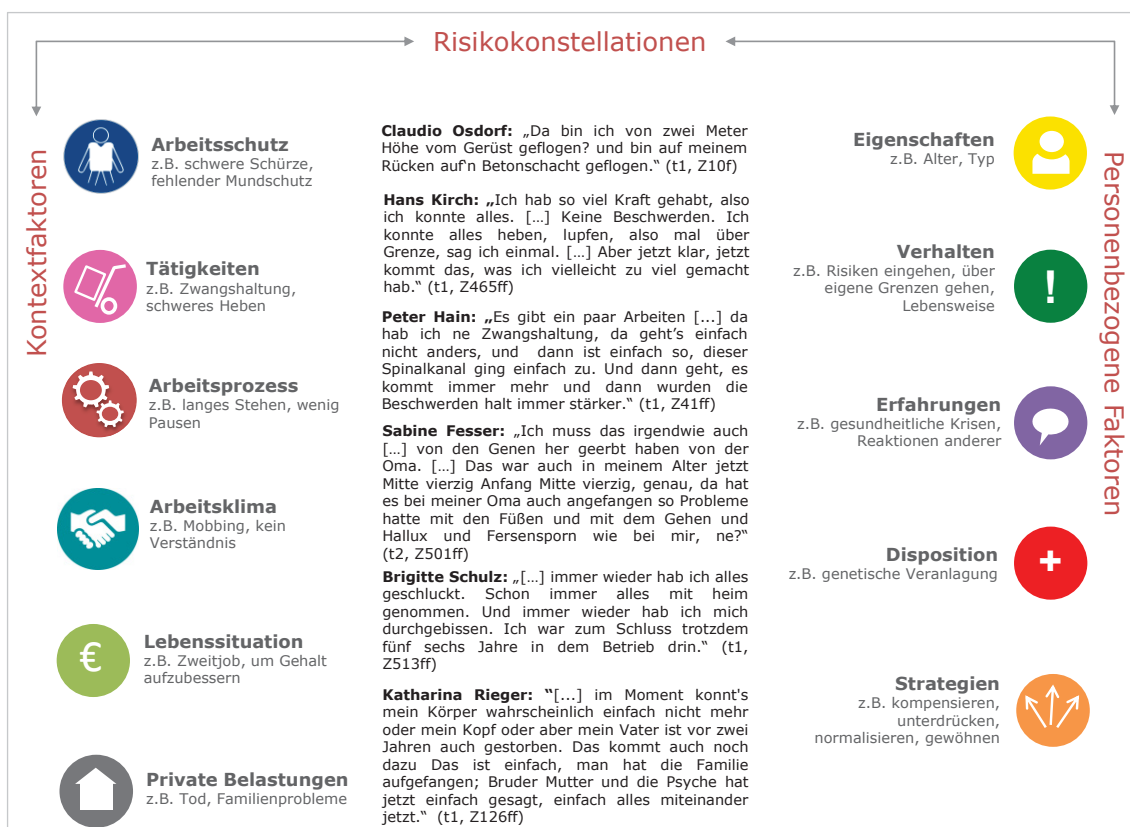 Risikokonstellationen
Kontextfaktoren
Arbeitsschutz
z.B. schwere Schürze,
fehlender Mundschutz
Tätigkeiten
z.B. Zwangshaltung,
schweres Heben
Arbeitsprozess
z.B. langes Stehen, wenig
Pausen
Arbeitsklima
z.B. Mobbing, kein
Verständnis
€
Lebenssituation
z.B. Zweitjob, um Gehalt
aufzubessern
Private Belastungen
z.B. Tod, Familienprobleme
Claudio Osdorf: „Da bin ich von zwei Meter
Höhe vom Gerüst geflogen? und bin auf meinem
Rücken auf'n Betonschacht geflogen.“ (t1, Z10f)
Hans Kirch: „Ich hab so viel Kraft gehabt, also
ich konnte alles. […] Keine Beschwerden. Ich
konnte alles heben, lupfen, also mal über
Grenze, sag ich einmal. […] Aber jetzt klar, jetzt
kommt das, was ich vielleicht zu viel gemacht
hab.“ (t1, Z465ff)
Peter Hain: „Es gibt ein paar Arbeiten [...] da
hab ich ne Zwangshaltung, da geht’s einfach
nicht anders, und dann ist einfach so, dieser
Spinalkanal ging einfach zu. Und dann geht, es
kommt immer mehr und dann wurden die
Beschwerden halt immer stärker.“ (t1, Z41ff)
Sabine Fesser: „Ich muss das irgendwie auch
[…] von den Genen her geerbt haben von der
Oma. […] Das war auch in meinem Alter jetzt
Mitte vierzig Anfang Mitte vierzig, genau, da hat
es bei meiner Oma auch angefangen so Probleme
hatte mit den Füßen und mit dem Gehen und
Hallux und Fersensporn wie bei mir, ne?“
(t2, Z501ff)
Brigitte Schulz: „[…] immer wieder hab ich alles
geschluckt. Schon immer alles mit heim
genommen. Und immer wieder hab ich mich
durchgebissen. Ich war zum Schluss trotzdem
fünf sechs Jahre in dem Betrieb drin.“ (t1,
Z513ff)
Katharina Rieger: “[...] im Moment konnt's
mein Körper wahrscheinlich einfach nicht mehr
oder mein Kopf oder aber mein Vater ist vor zwei
Jahren auch gestorben. Das kommt auch noch
dazu Das ist einfach, man hat die Familie
aufgefangen; Bruder Mutter und die Psyche hat
jetzt einfach gesagt, einfach alles miteinander
jetzt.“ (t1, Z126ff)
Personenbezogene Faktoren
Eigenschaften
z.B. Alter, Typ
Verhalten
z.B. Risiken eingehen, über
eigene Grenzen gehen,
Lebensweise
!
Erfahrungen
z.B. gesundheitliche Krisen,
Reaktionen anderer
Disposition
z.B. genetische Veranlagung
+
Strategien
z.B. kompensieren,
unterdrücken,
normalisieren, gewöhnen